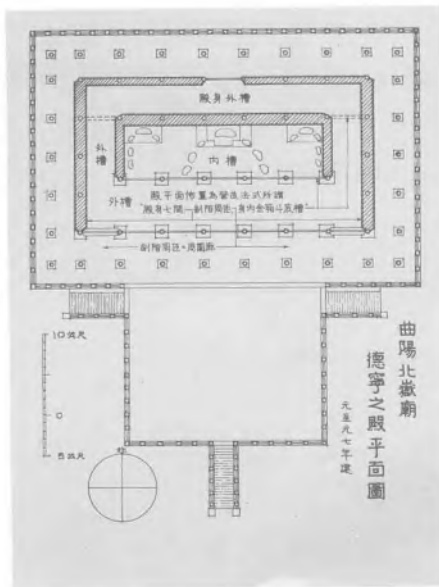 殿身外槽
外槽
內槽
外槽
殿平面佈置為營造法式所謂
殿身七間—副階周匝·身內金箱斗底槽
副階周匝·周圍廊
10公尺
0
5公尺
曲陽北嶽廟
德寧之殿平面圖
元至元七年建